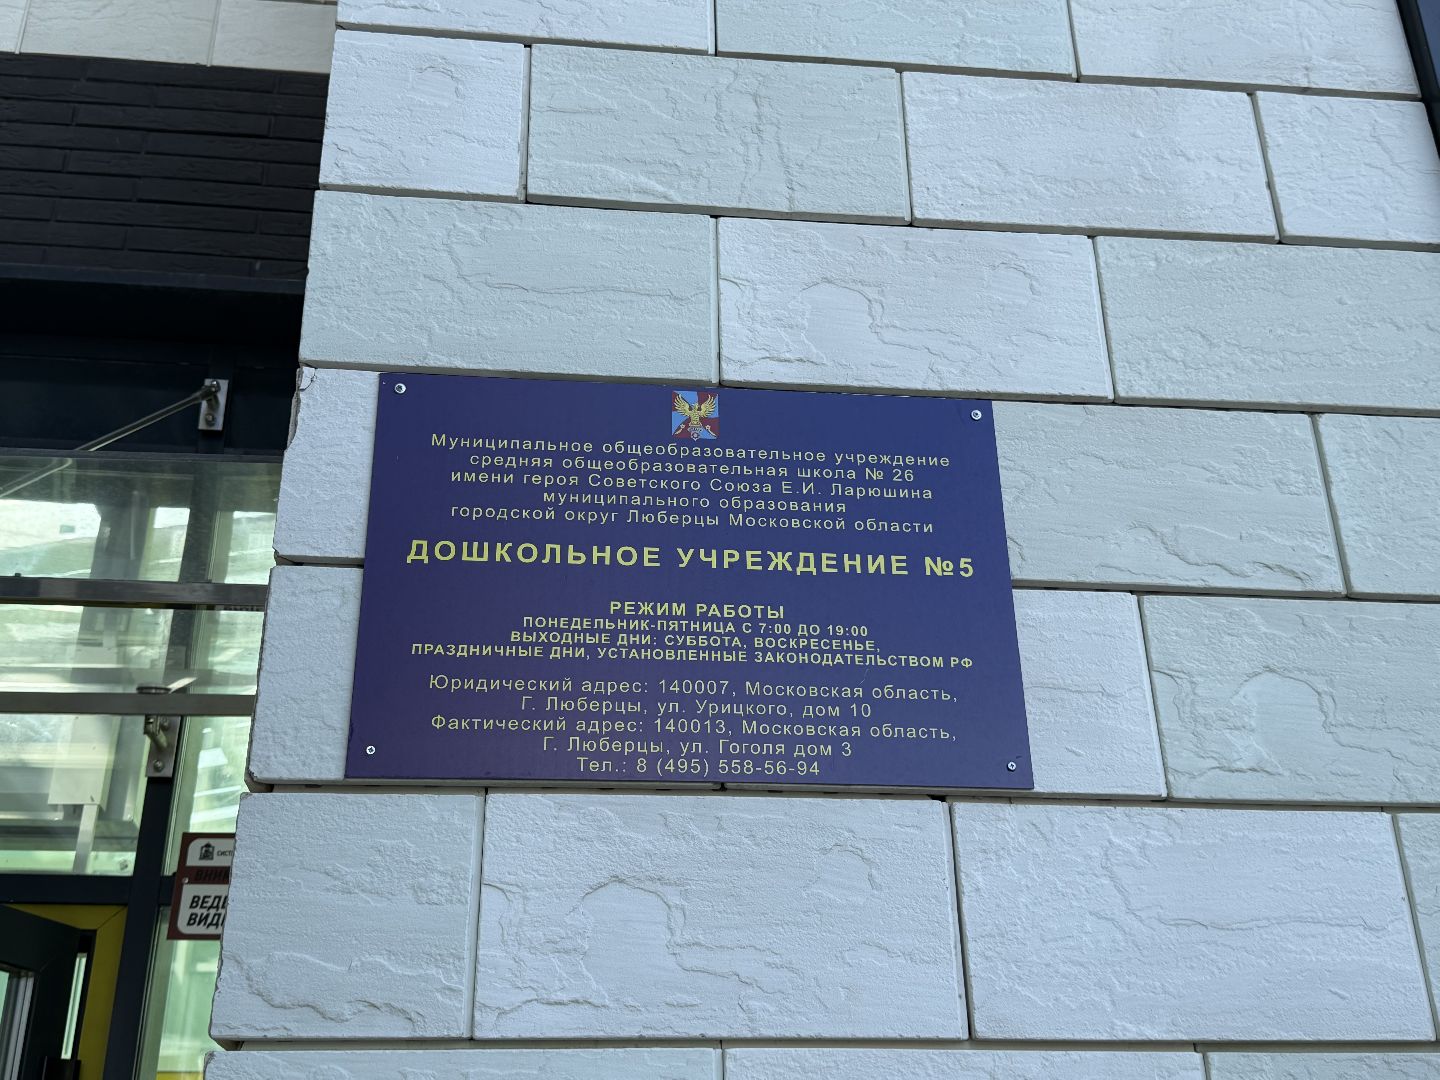 Муниципальное общеобразовательное учреждение
средняя общеобразовательная школа № 26
имени героя Советского Союза Е.И. Ларюшина
муниципального образования
городской округ Люберцы Московской области
ДОШКОЛЬНОЕ УЧРЕЖДЕНИЕ №5
РЕЖИМ РАБОТЫ
ПОНЕДЕЛЬНИК-ПЯТНИЦА С 7:00 ДО 19:00
ВЫХОДНЫЕ ДНИ: СУББОТА, ВОСКРЕСЕНЬЕ,
ПРАЗДНИЧНЫЕ ДНИ, УСТАНОВЛЕННЫЕ ЗАКОНОДАТЕЛЬСТВОМ РФ
Юридический адрес: 140007, Московская область,
Г. Люберцы, ул. Урицкого, дом 10
Фактический адрес: 140013, Московская область,
Г. Люберцы, ул. Гоголя дом 3
Тел.: 8 (495) 558-56-94